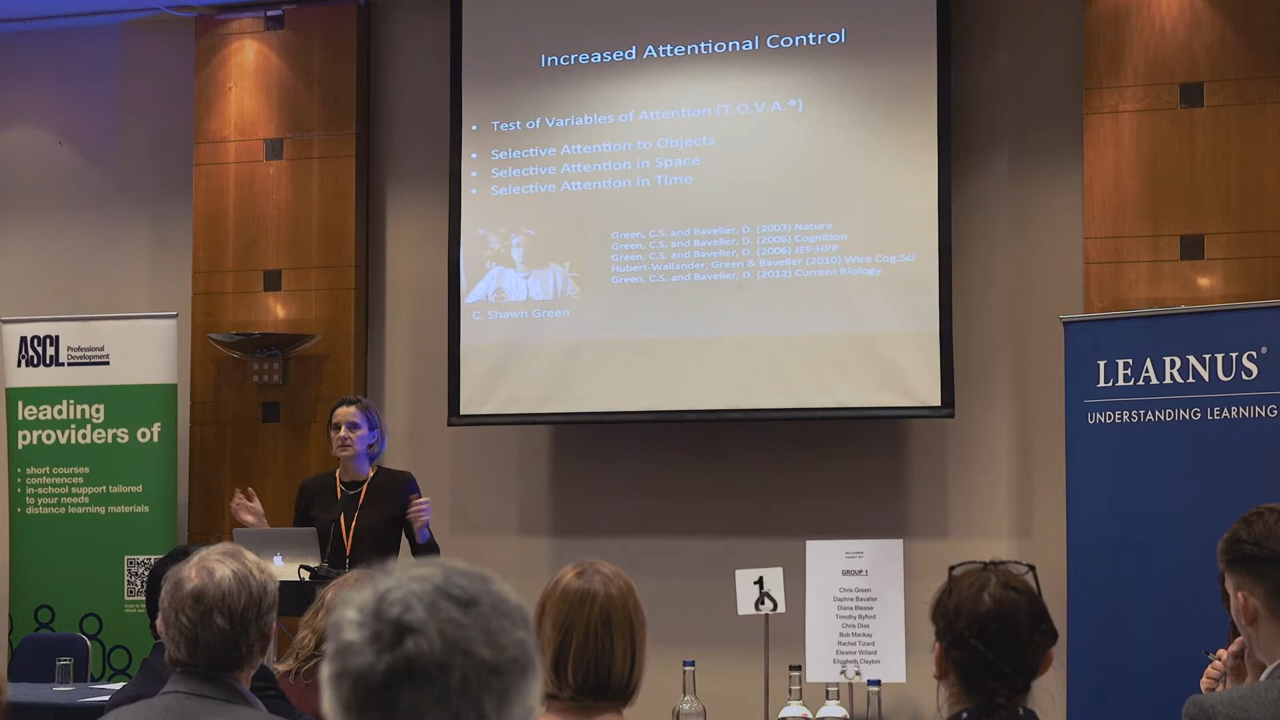 Increased Attentional Control
• Test of Variables of Attention (T.O.V.A.®)
• Selective Attention to Objects
• Selective Attention in Space
• Selective Attention in Time
Green, C.S. and Bavelier, D. (2003) Nature
Green, C.S. and Bavelier, D. (2006) Cognition
Green, C.S. and Bavelier, D. (2006) JEP:HPP
Hubert-Wallander, Green & Bavelier (2010) Wire Cog.Sci
Green, C.S. and Bavelier, D. (2012) Current Biology
C. Shawn Green
ASCL Professional
Development
leading
providers of
• short courses
• conferences
• in-school support tailored
to your needs
• distance learning materials
LEARNUS®
UNDERSTANDING LEARNING
1
GROUP 1
Chris Green
Daphne Bavalier
Diana Blease
Timothy Byford
Chris Dias
Bob Mackay
Rachel Tizard
Eleanor Willard
Elizabeth Clayton